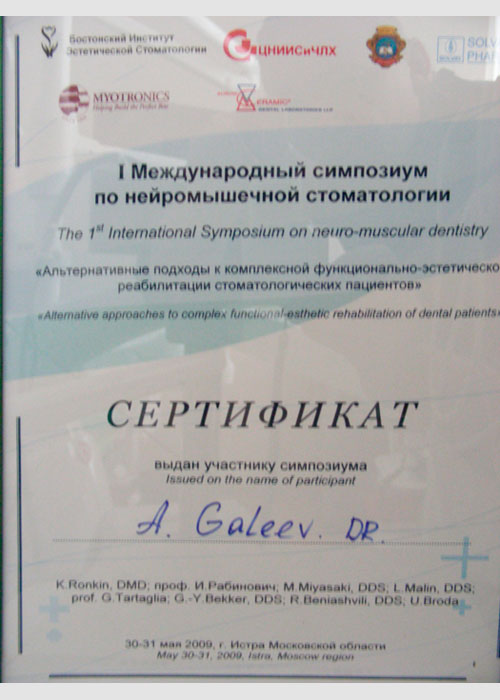 Бостонский Институт
Эстетической Стоматологии
ЦНИИСиЧЛХ
SOLV
PHAR
MYOTRONICS
Helping Build the Perfect Bite
DENTAL LABORATORIES LLP
I Международный симпозиум
по нейромышечной стоматологии
The 1st International Symposium on neuro-muscular dentistry
«Альтернативные подходы к комплексной функционально-эстетическо
реабилитации стоматологических пациентов»
«Alternative approaches to complex functional-esthetic rehabilitation of dental patients»
СЕРТИФИКАТ
выдан участнику симпозиума
Issued on the name of participant
A. Galeev. DR.
K.Ronkin, DMD; проф. И.Рабинович; M.Miyasaki, DDS; L.Malin, DDS;
prof. G.Tartaglia; G.-Y.Bekker, DDS; R.Beniashvili, DDS; U.Broda
30-31 мая 2009, г. Истра Московской области
May 30-31, 2009, Istra, Moscow region